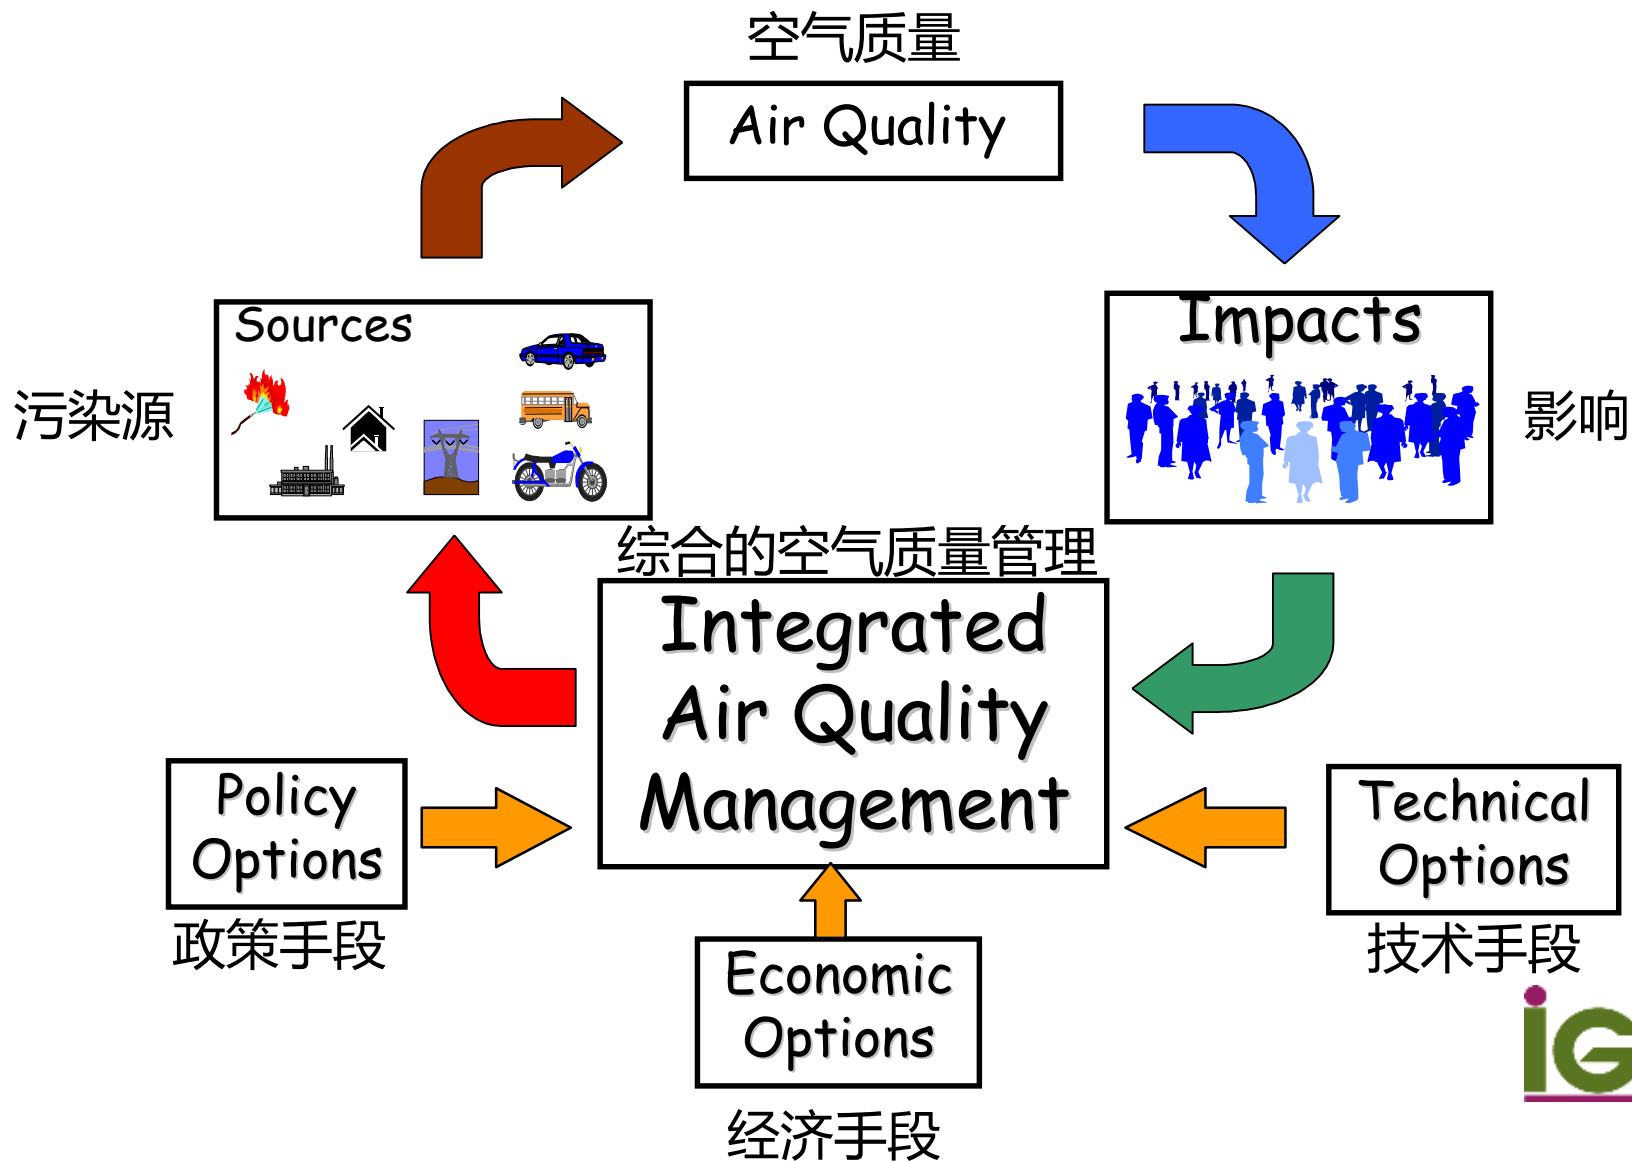 空气质量
Air Quality
Sources
Impacts
污染源
影响
综合的空气质量管理
Integrated
Air Quality
Management
Policy
Options
政策手段
Technical
Options
技术手段
Economic
Options
经济手段
iG